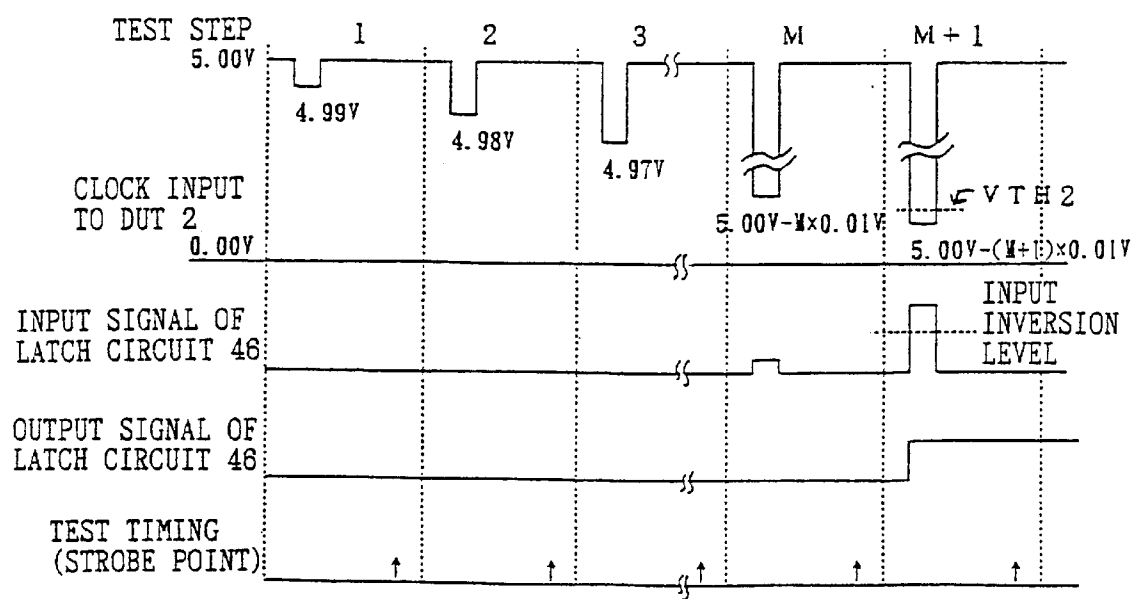 TEST STEP 1 2 3 M M + 1
5.00V
4.99V
4.98V
4.97V
CLOCK INPUT
TO DUT 2
VTH2
5.00V-M×0.01V
0.00V
5.00V-(M+1)×0.01V
INPUT SIGNAL OF
LATCH CIRCUIT 46
INPUT
INVERSION
LEVEL
OUTPUT SIGNAL OF
LATCH CIRCUIT 46
TEST TIMING
(STROBE POINT)